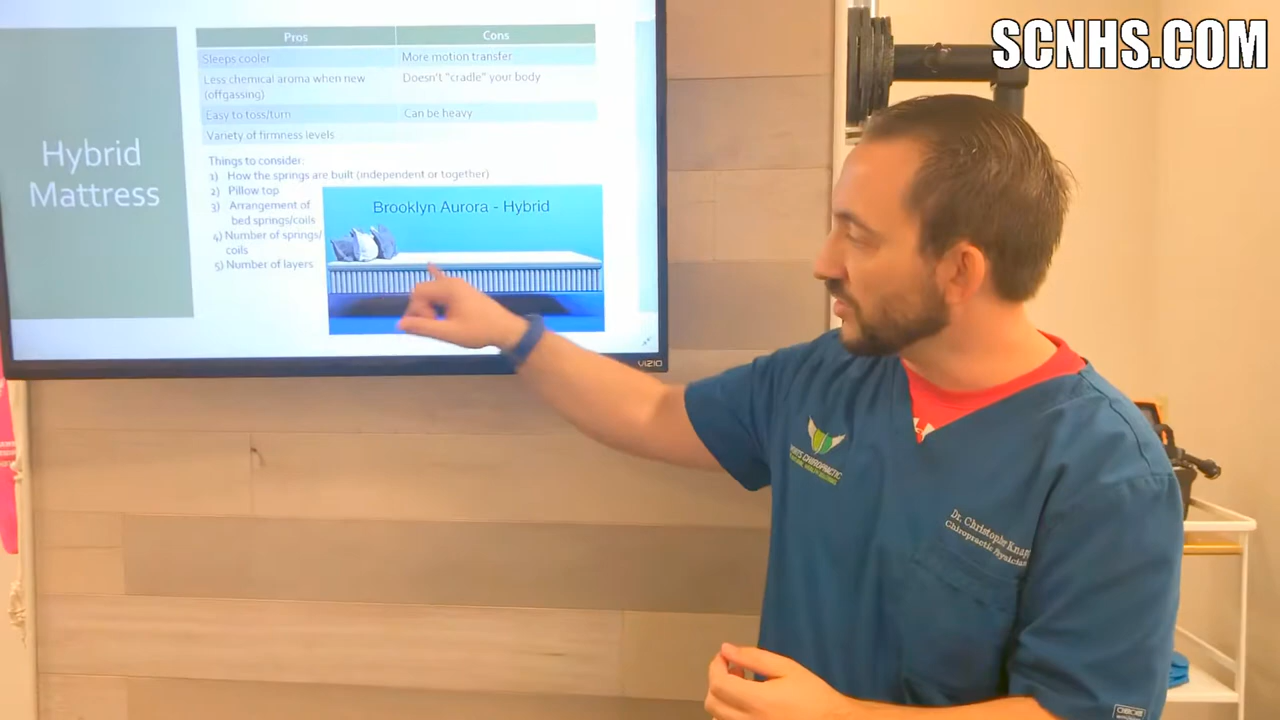 SCNHS.COM
Pros Cons
Sleeps cooler More motion transfer
Less chemical aroma when new Doesn't "cradle" your body
(offgassing)
Easy to toss/turn Can be heavy
Variety of firmness levels
Hybrid
Mattress
Things to consider:
1) How the springs are built (independent or together)
2) Pillow top
3) Arrangement of
bed springs/coils
4) Number of springs/
coils
5) Number of layers
Brooklyn Aurora - Hybrid
VIZIO
CHIROPRACTIC
Dr. Christopher Knapp
Chiropractic Physician
CHEROKEE